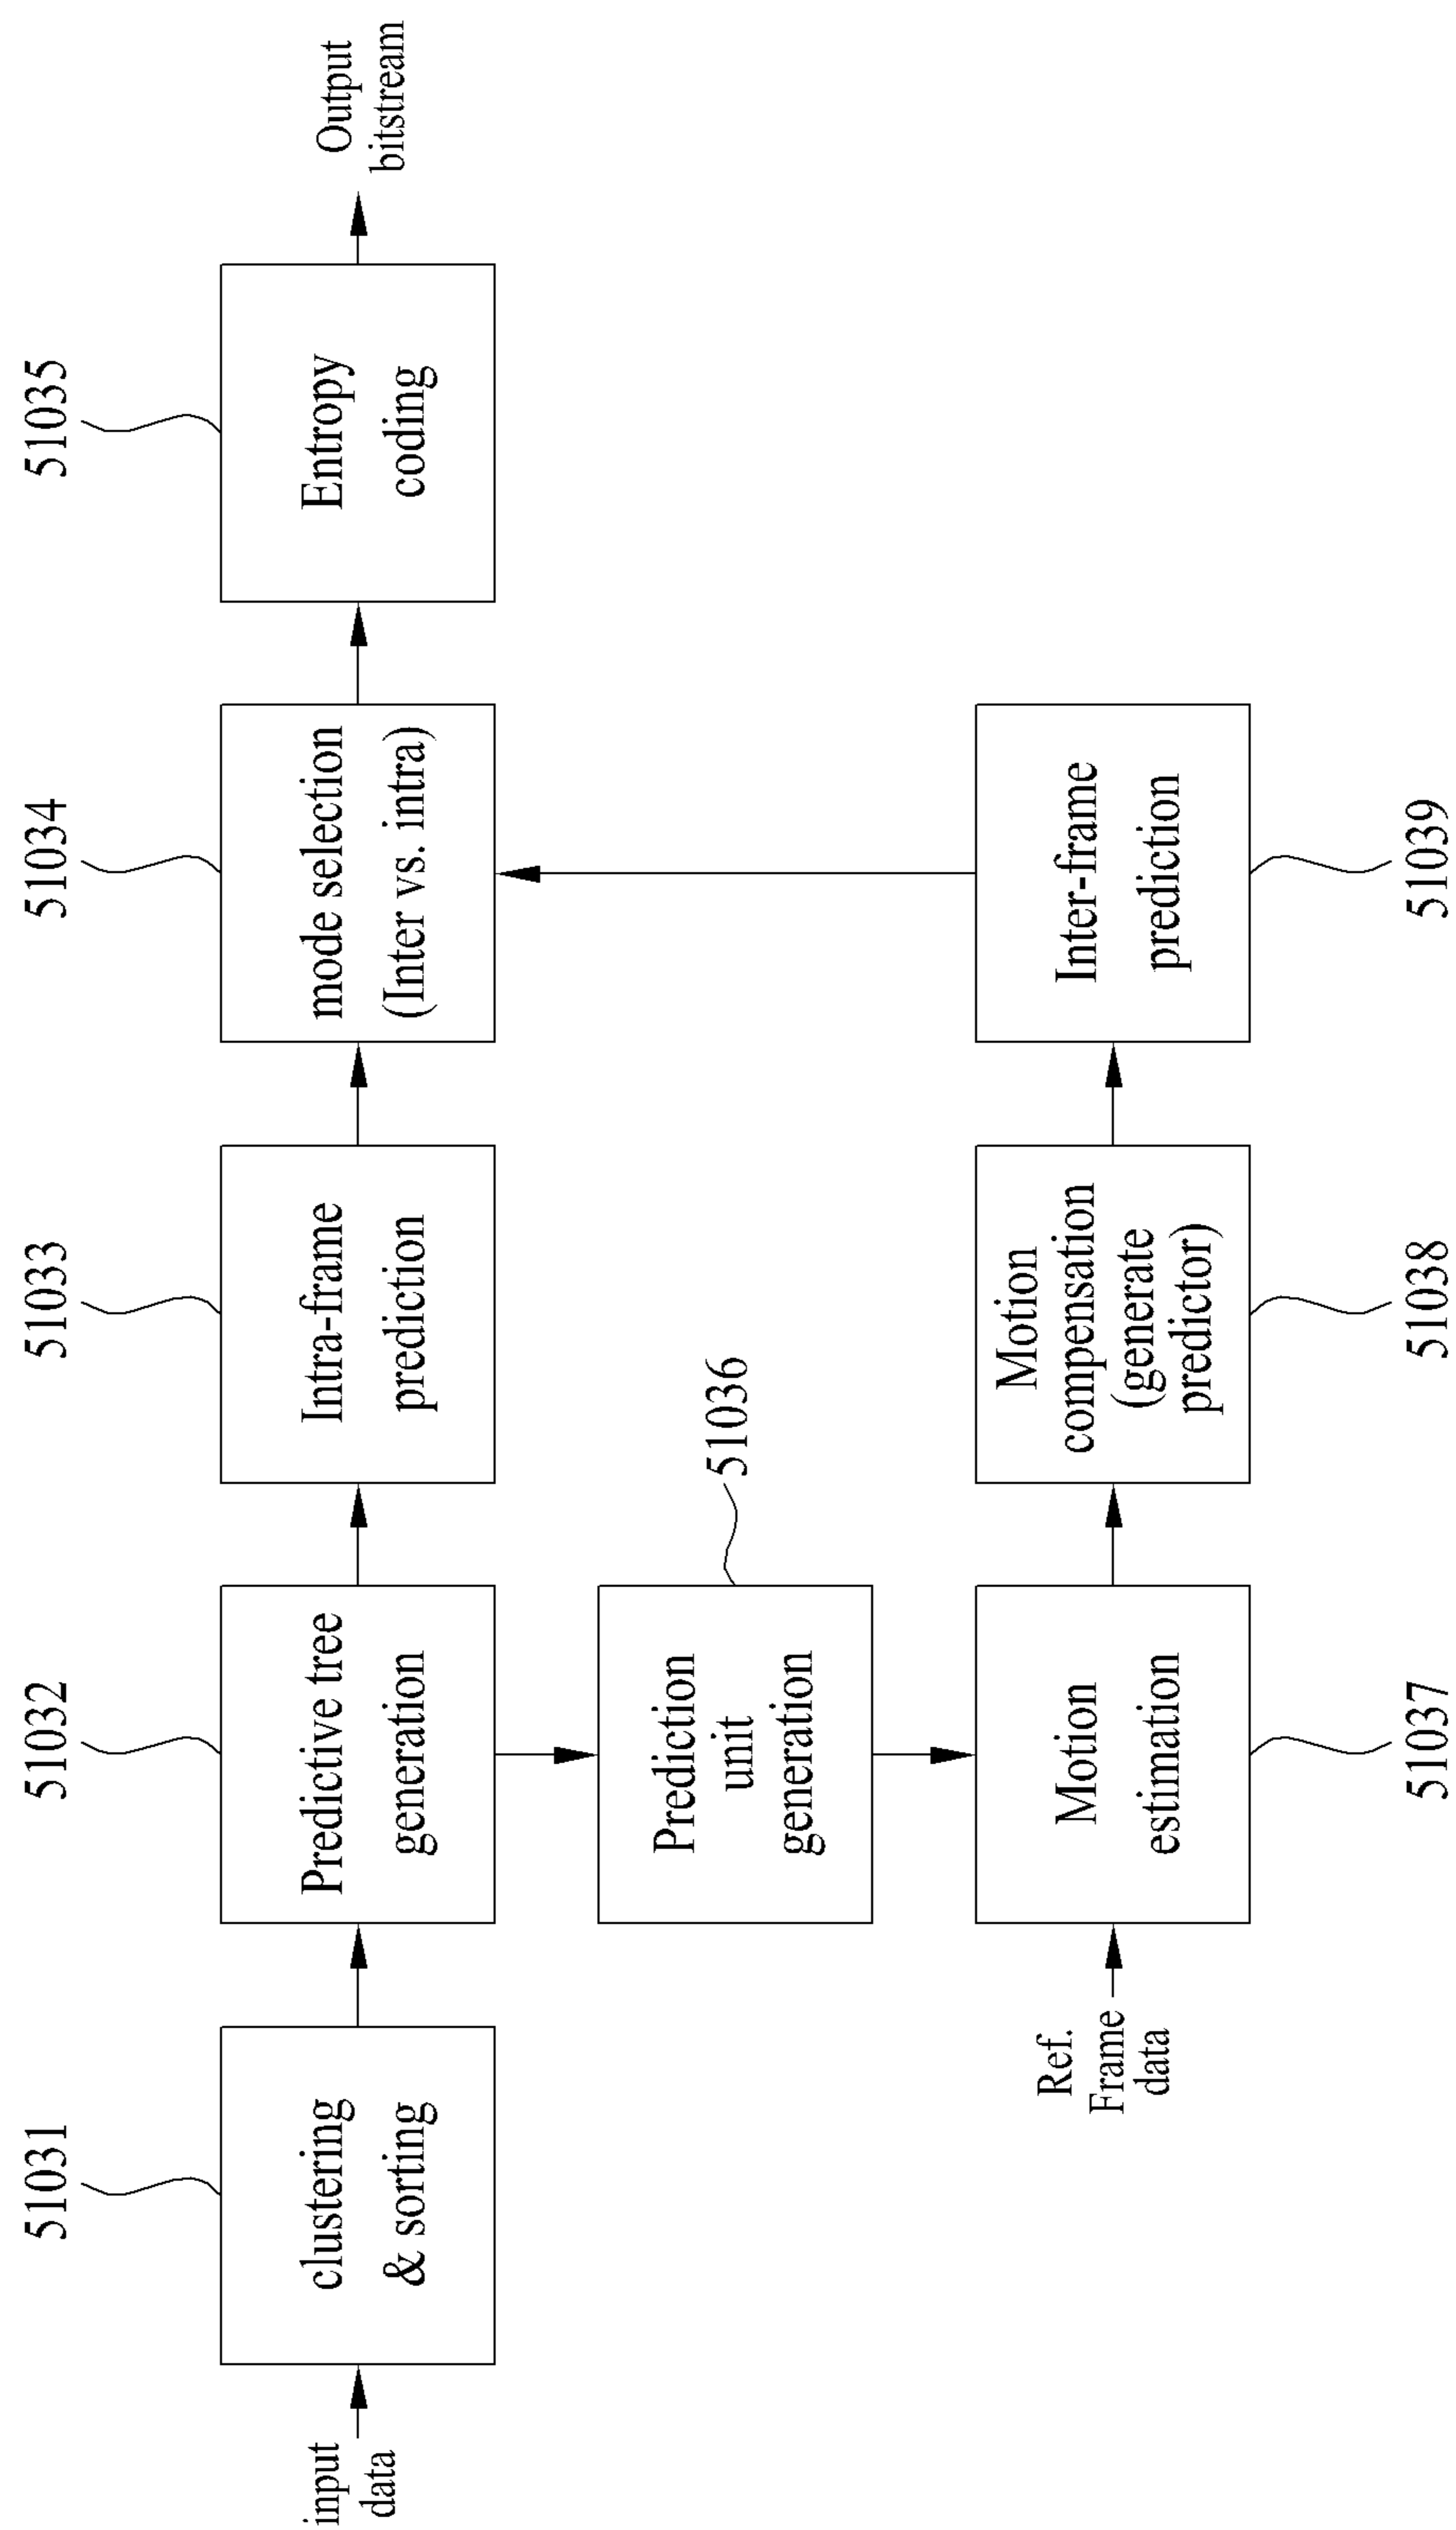 51031
51032
51033
51034
51035
input
data
clustering
& sorting
Predictive tree
generation
Intra-frame
prediction
mode selection
(Inter vs. intra)
Entropy
coding
Output
bitstream
Prediction
unit
generation
51036
Ref.
Frame
data
Motion
estimation
Motion
compensation
(generate
predictor)
Inter-frame
prediction
51037
51038
51039